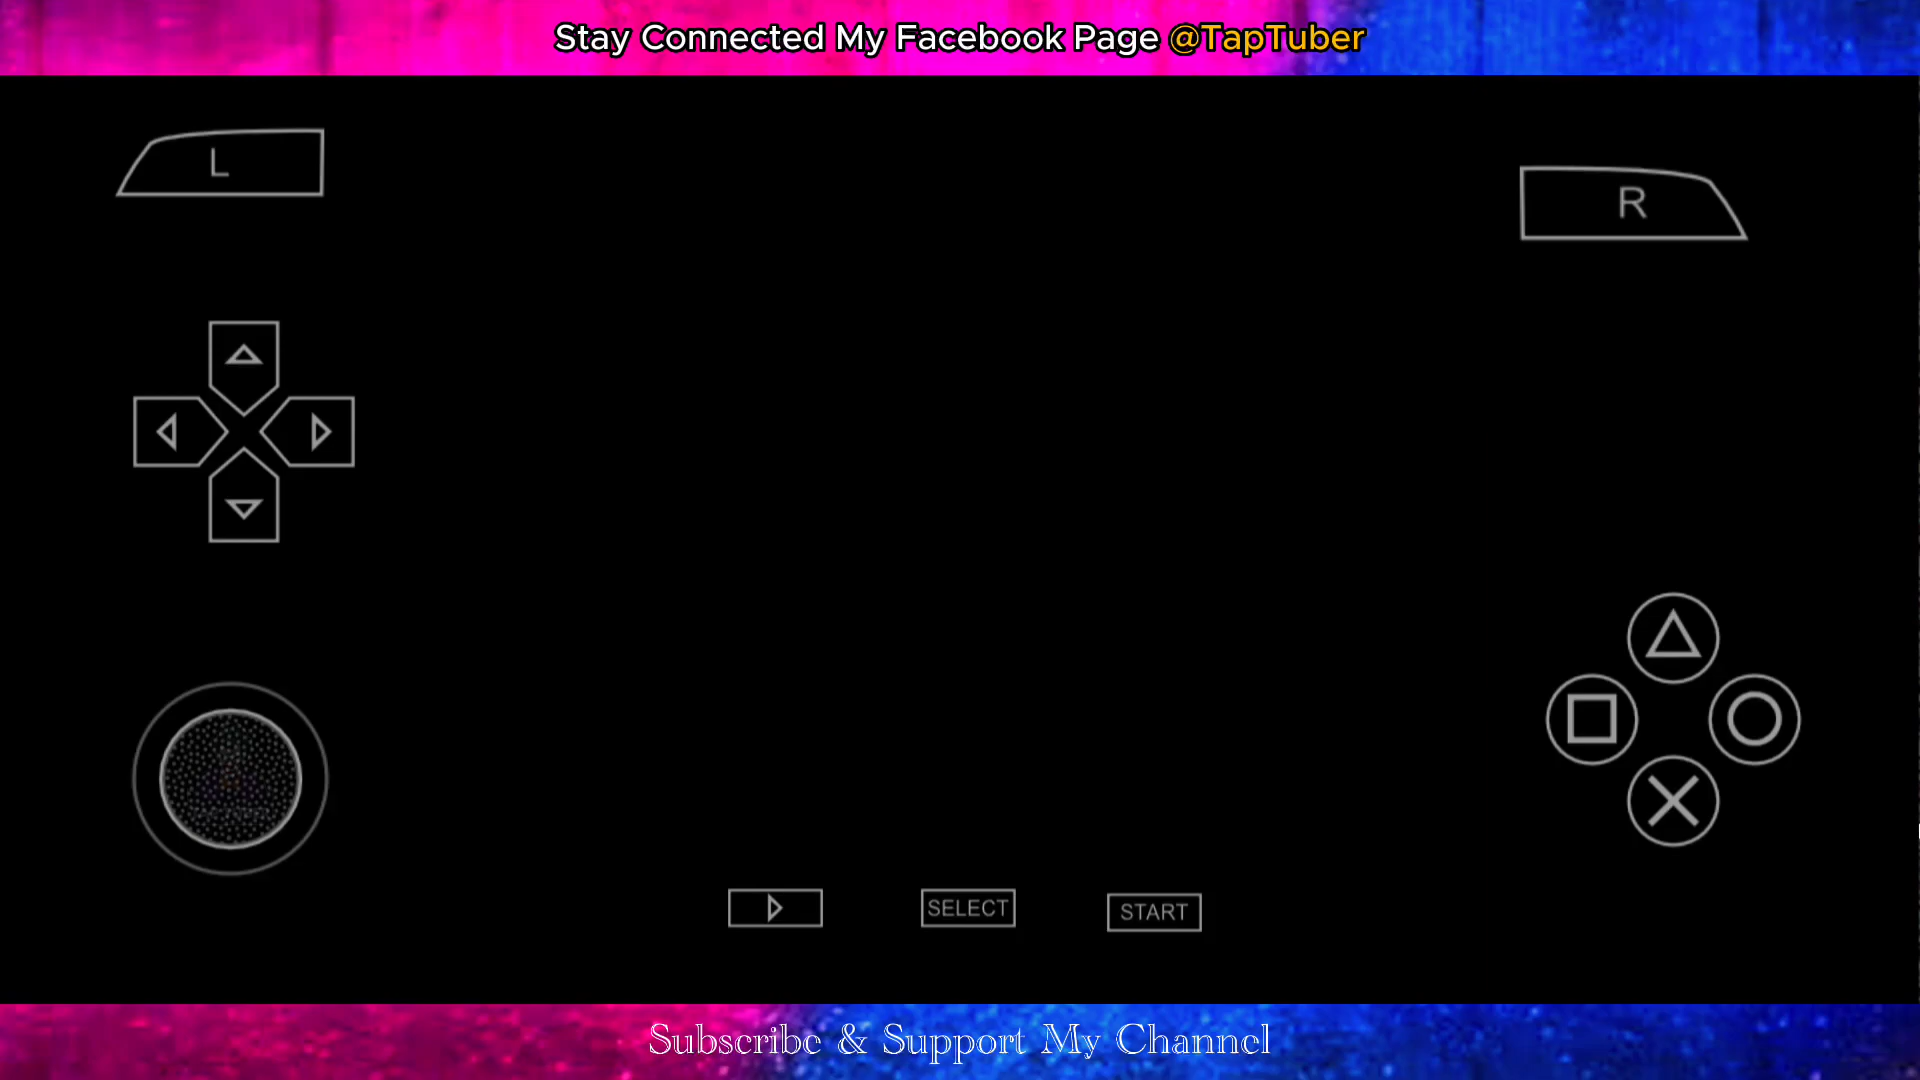 Stay Connected My Facebook Page @TapTuber
L
R
SELECT
START
Subscribe & Support My Channel